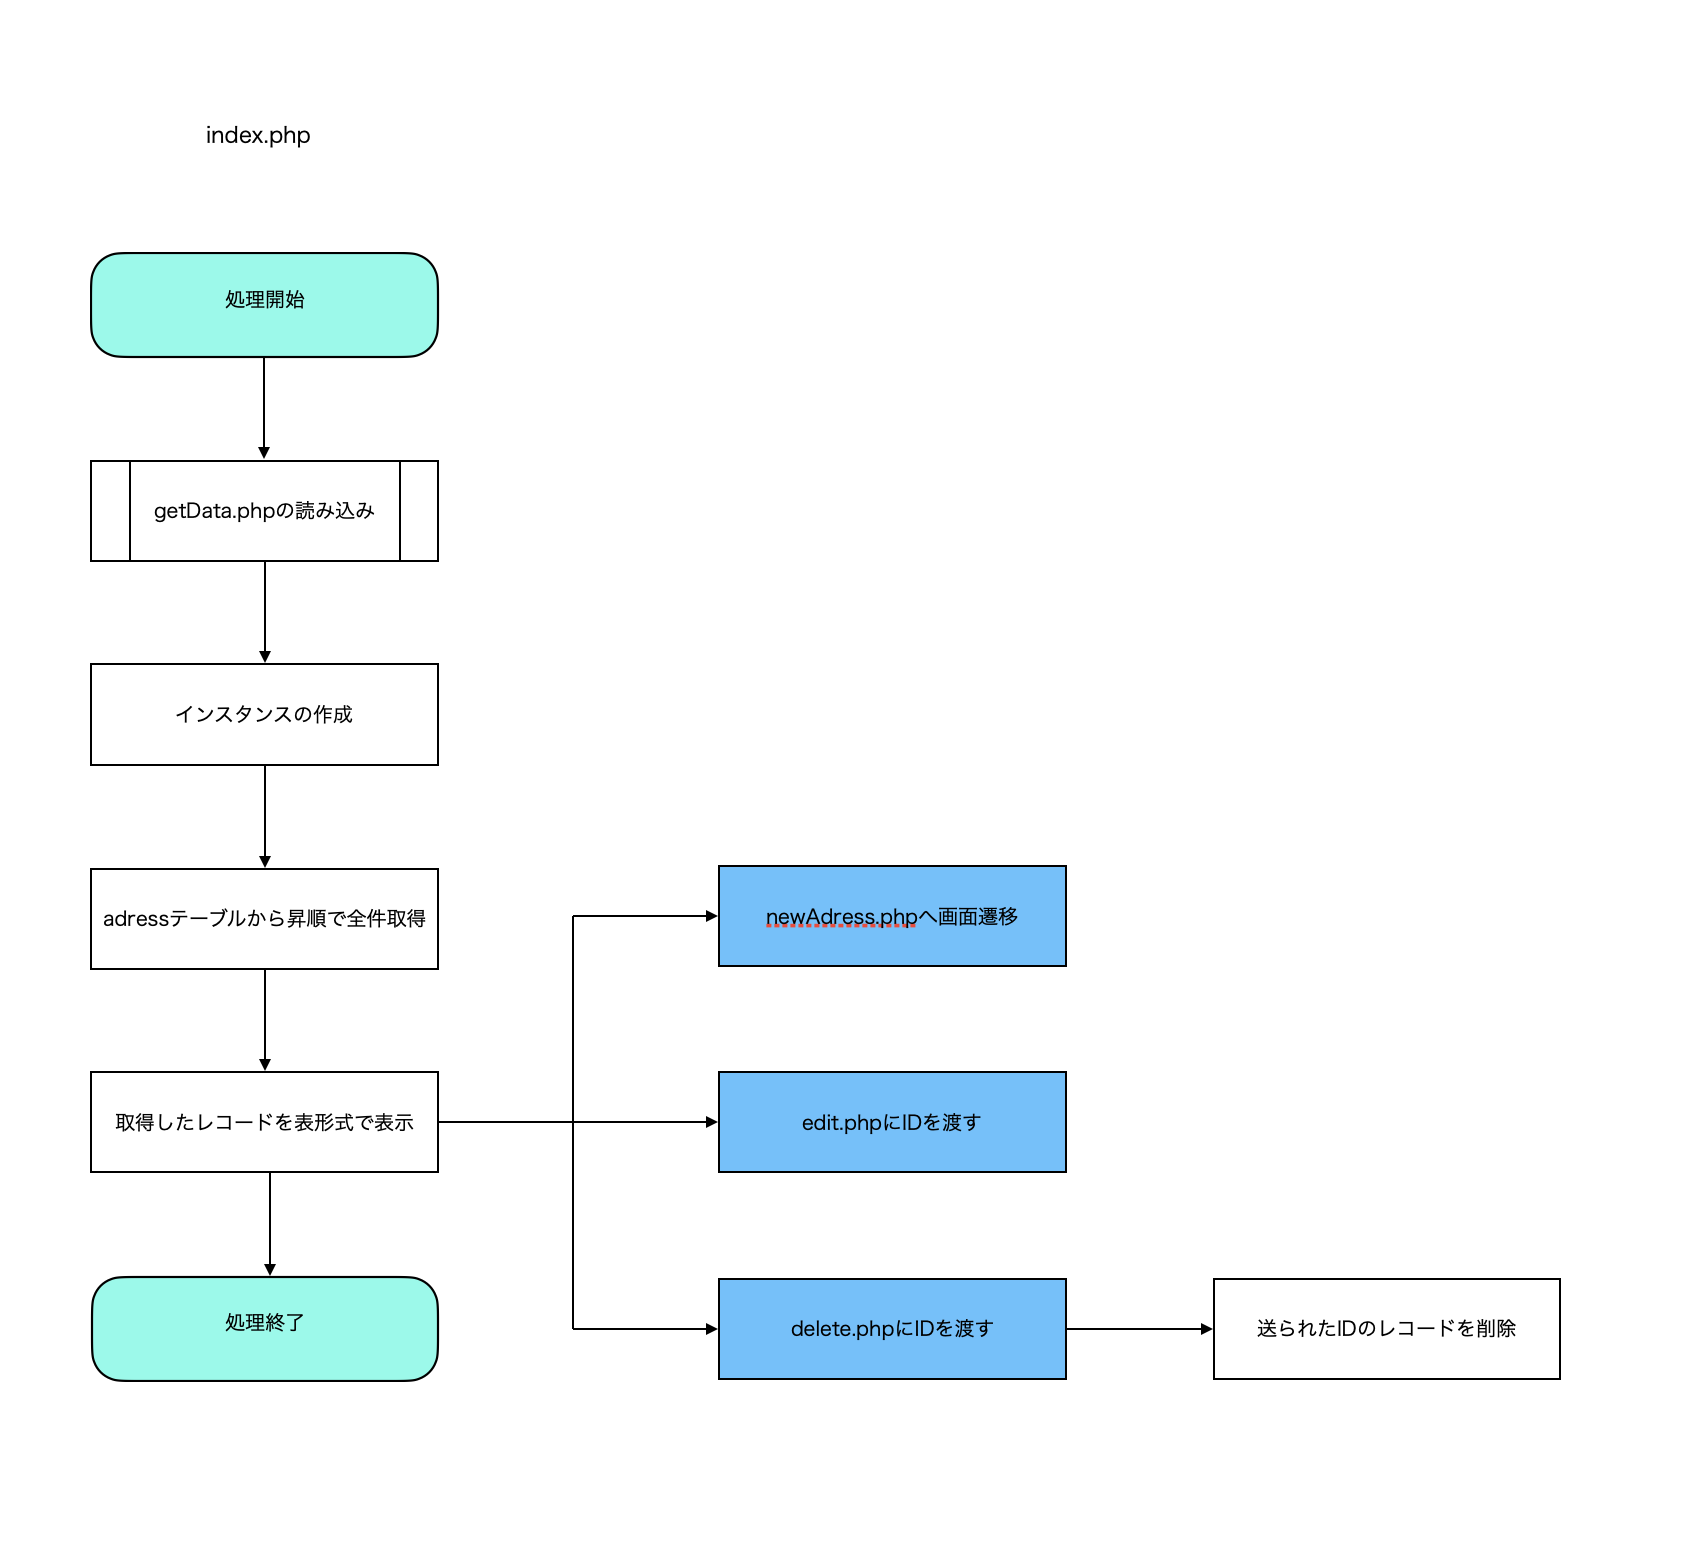 index.php
処理開始
getData.phpの読み込み
インスタンスの作成
adressテーブルから昇順で全件取得
取得したレコードを表形式で表示
処理終了
newAdress.phpへ画面遷移
edit.phpにIDを渡す
delete.phpにIDを渡す
送られたIDのレコードを削除